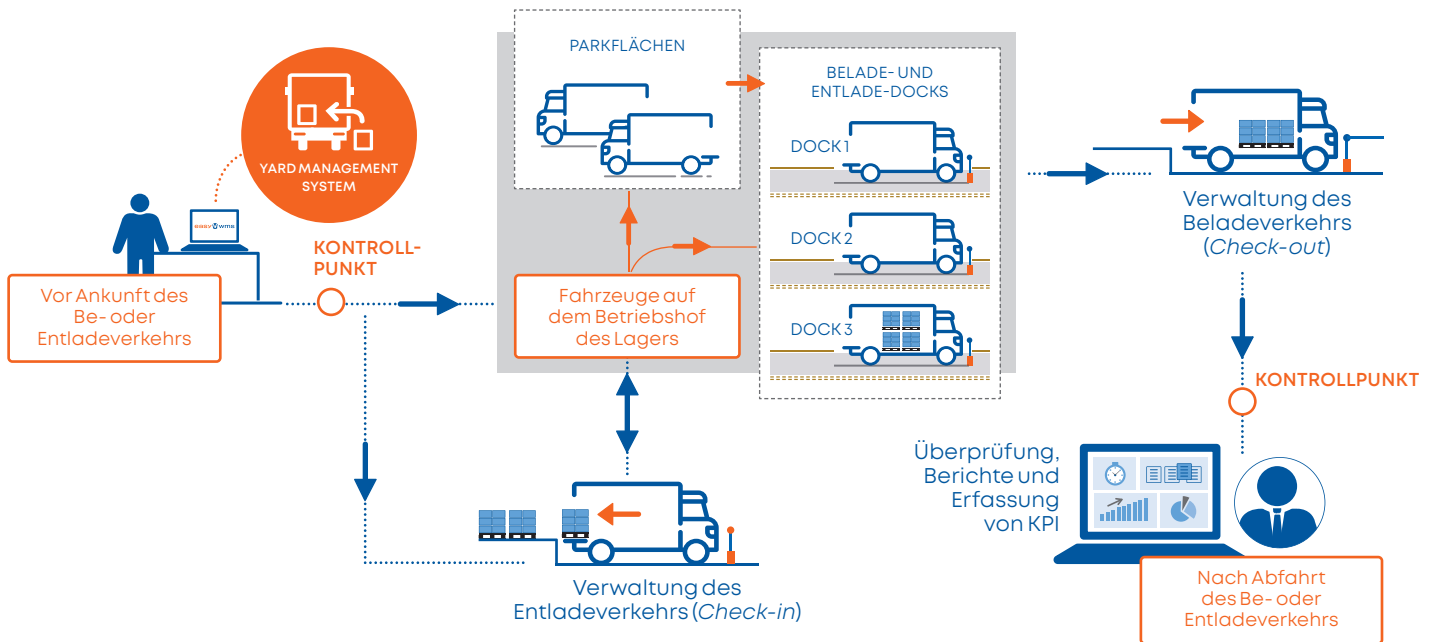 YARD MANAGEMENT
SYSTEM
easy wms
KONTROLL-
PUNKT
Vor Ankunft des
Be- oder
Entladeverkehrs
PARKFLÄCHEN
BELADE- UND
ENTLADE-DOCKS
DOCK 1
DOCK 2
DOCK 3
Fahrzeuge auf
dem Betriebshof
des Lagers
Verwaltung des
Entladeverkehrs (Check-in)
Verwaltung des
Beladeverkehrs
(Check-out)
KONTROLLPUNKT
Überprüfung,
Berichte und
Erfassung
von KPI
Nach Abfahrt
des Be- oder
Entladeverkehrs